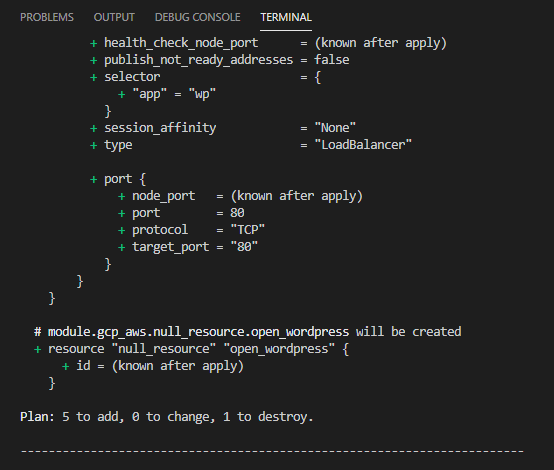 PROBLEMS OUTPUT DEBUG CONSOLE TERMINAL
+ health_check_node_port = (known after apply)
+ publish_not_ready_addresses = false
+ selector = {
+ "app" = "wp"
}
+ session_affinity = "None"
+ type = "LoadBalancer"
+ port {
+ node_port = (known after apply)
+ port = 80
+ protocol = "TCP"
+ target_port = "80"
}
}
}
# module.gcp_aws.null_resource.open_wordpress will be created
+ resource "null_resource" "open_wordpress" {
+ id = (known after apply)
}
Plan: 5 to add, 0 to change, 1 to destroy.
------------------------------------------------------------------------